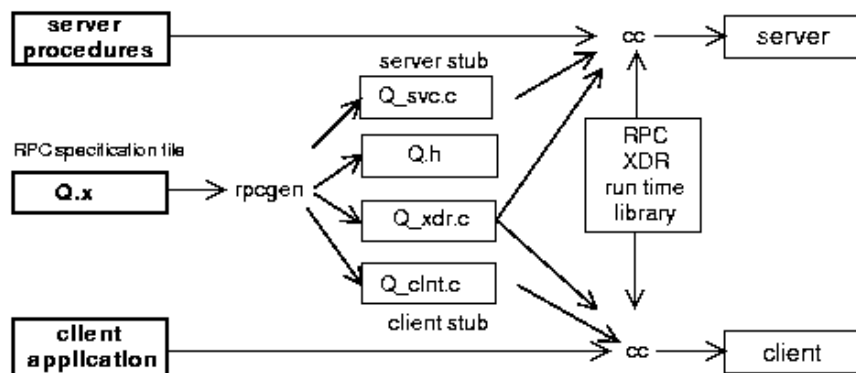 server
procedures
cc
server
server stub
Q_svc.c
RPC specification file
Q.h
RPC
XDR
run time
library
Q.x
rpcgen
Q_xdr.c
Q_clnt.c
client stub
client
application
cc
client